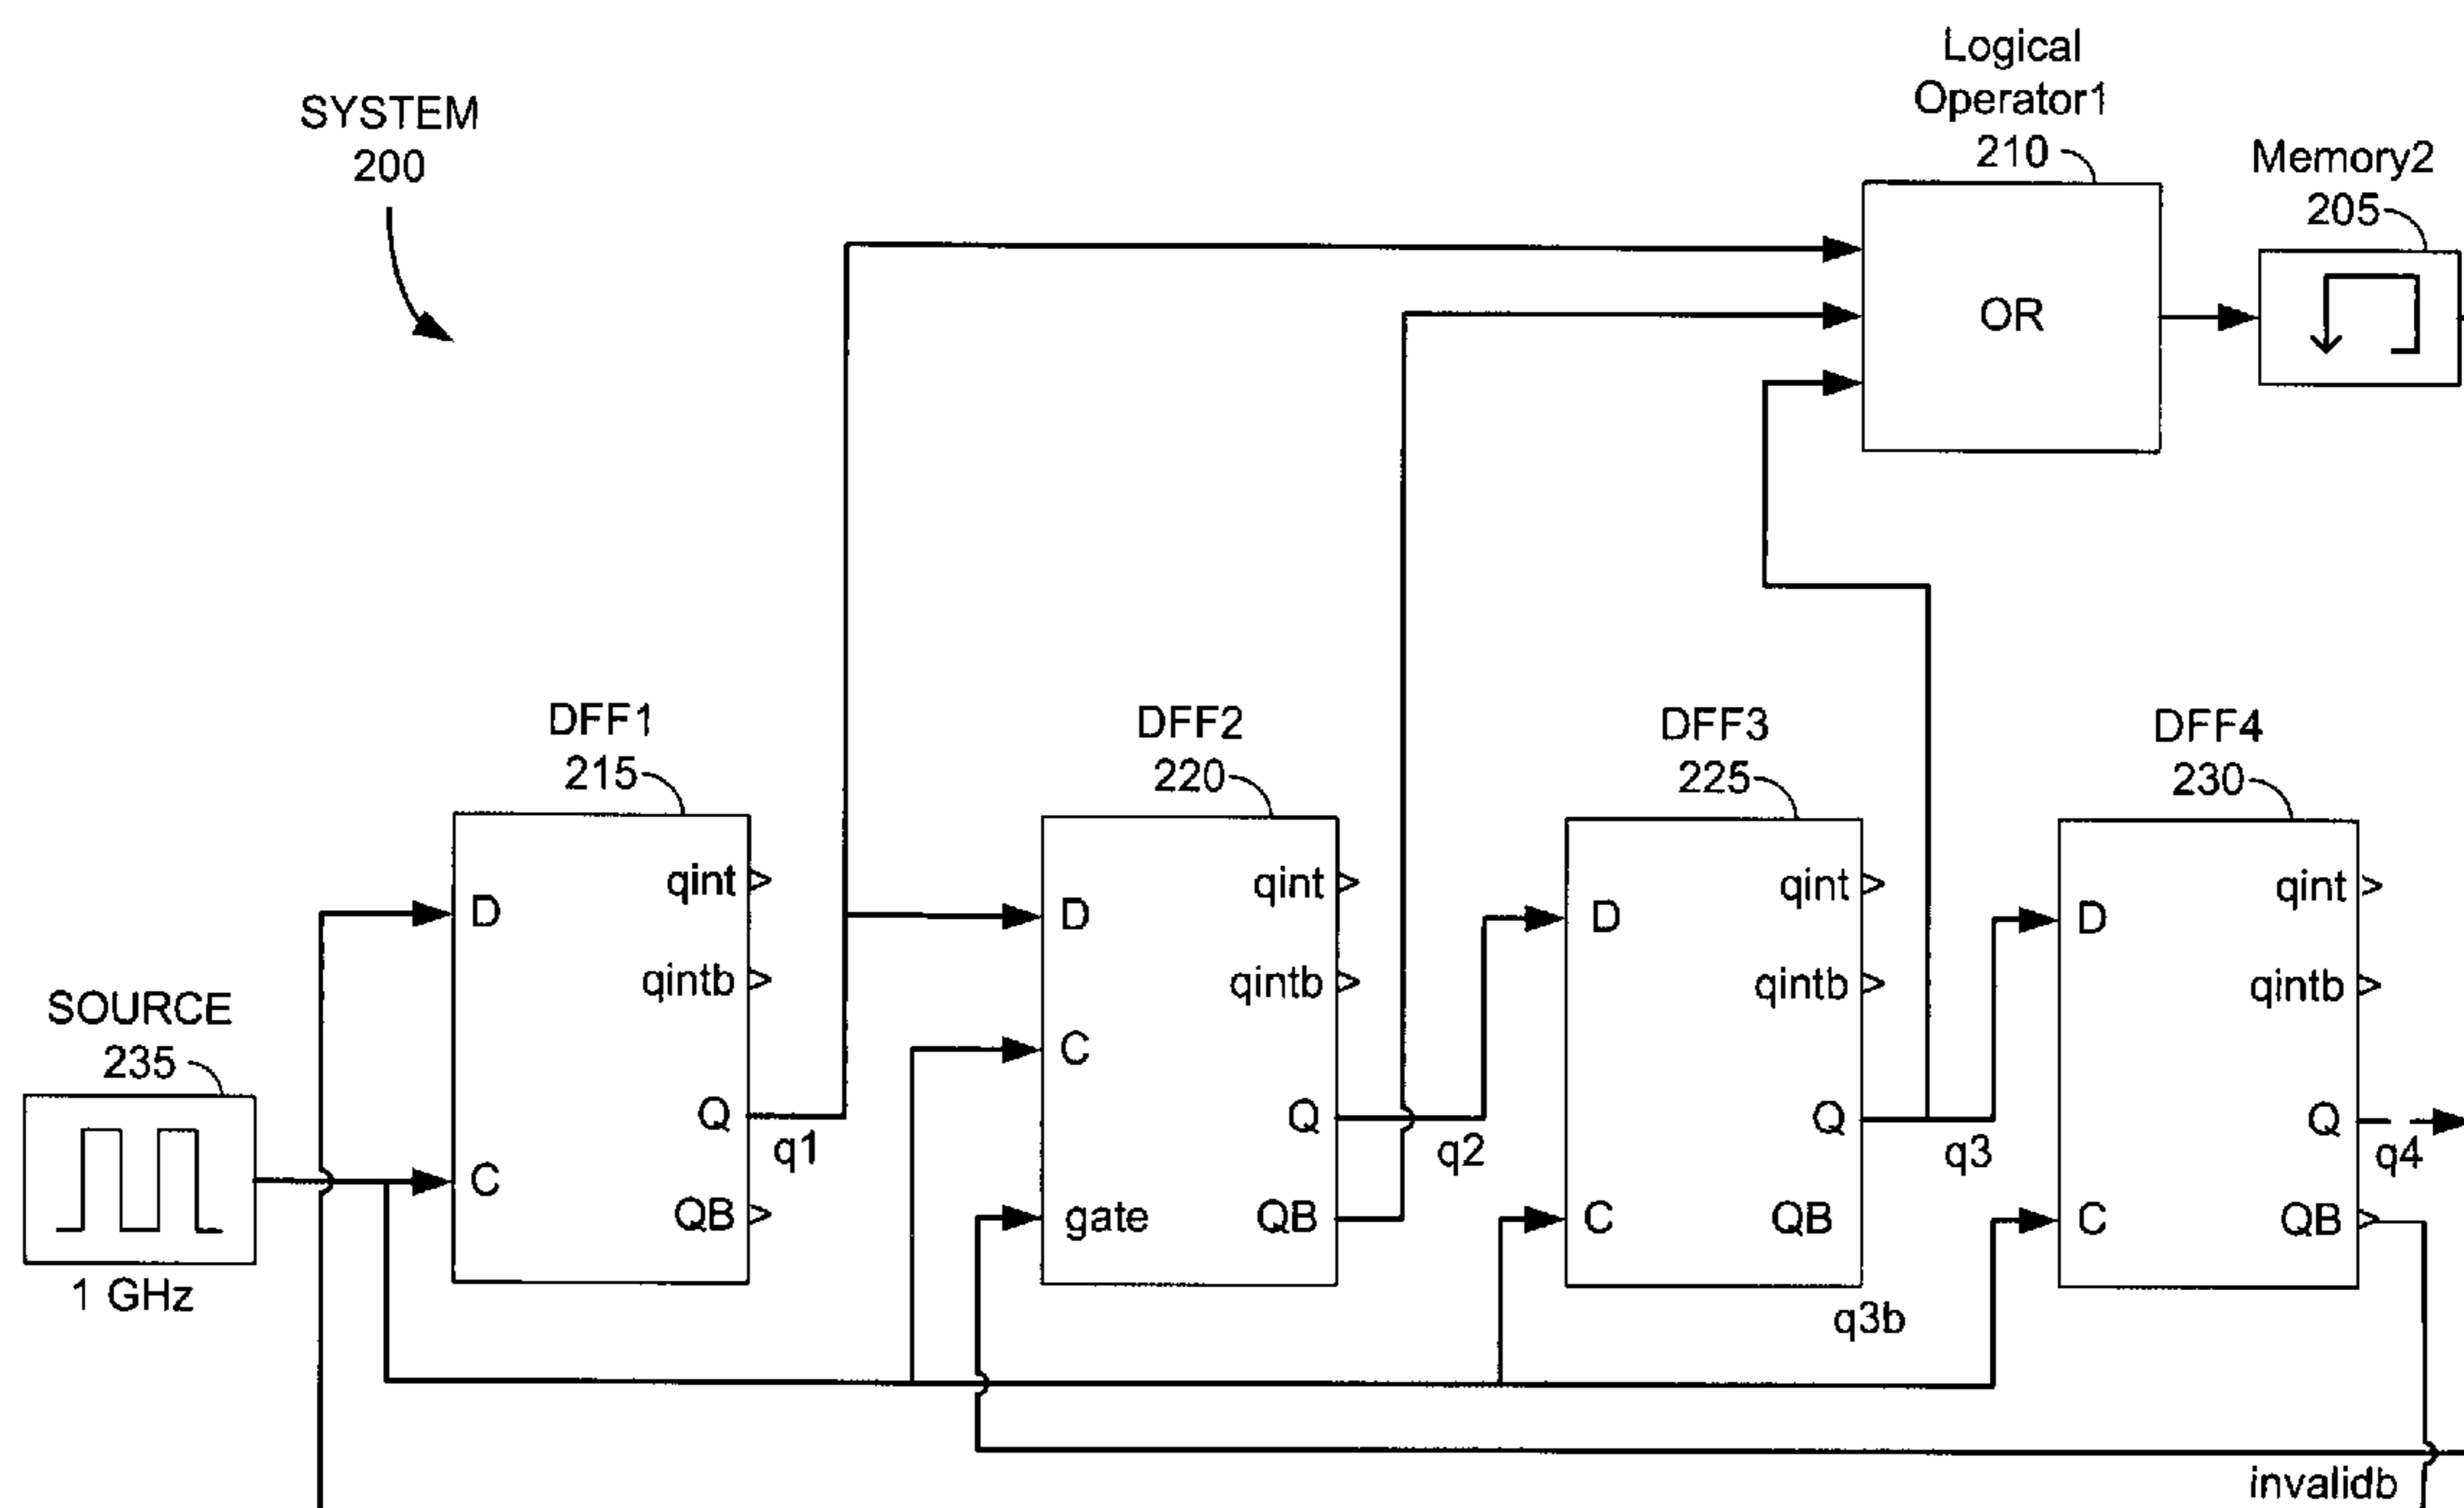 SYSTEM
200
Logical
Operator1
210
OR
Memory2
205
DFF1
215
D
C
qint
qintb
Q
QB
q1
DFF2
220
D
C
gate
qint
qintb
Q
QB
q2
DFF3
225
D
C
qint
qintb
Q
QB
q3
q3b
DFF4
230
D
C
qint
qintb
Q
QB
q4
SOURCE
235
1 GHz
invalidb